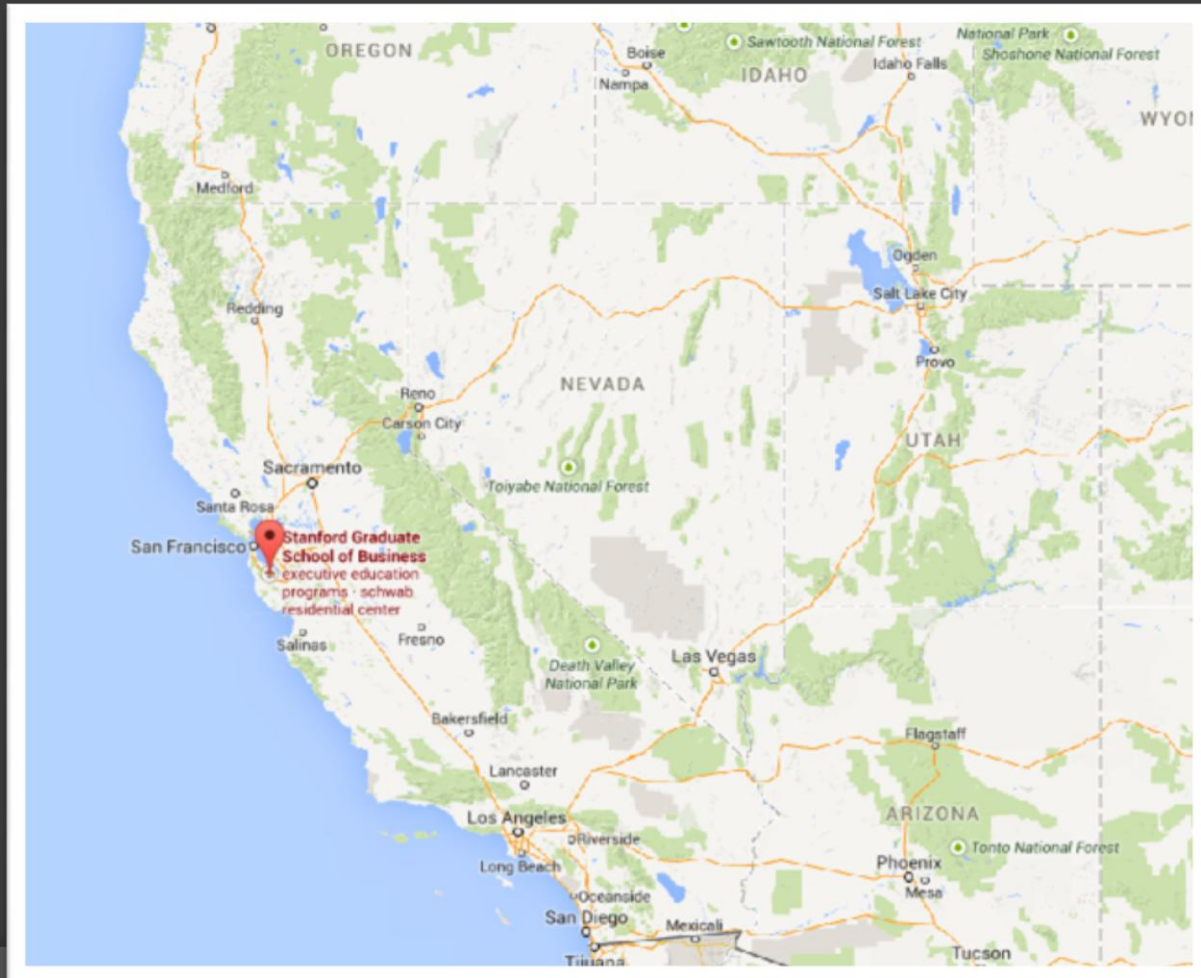 OREGON
Boise
Nampa
Sawtooth National Forest
IDAHO
National Park
Shoshone National Forest
Idaho Falls
WYO
Medford
Redding
Ogden
Salt Lake City
Provo
NEVADA
Reno
Carson City
UTAH
Sacramento
Toiyabe National Forest
Santa Rosa
San Francisco
Stanford Graduate
School of Business
executive education
programs · schwab
residential center
Salinas
Fresno
Death Valley
National Park
Las Vegas
Bakersfield
Lancaster
Flagstaff
Los Angeles
Riverside
Long Beach
ARIZONA
Tonto National Forest
Phoenix
Mesa
Oceanside
San Diego
Mexicali
Tijuana
Tucson